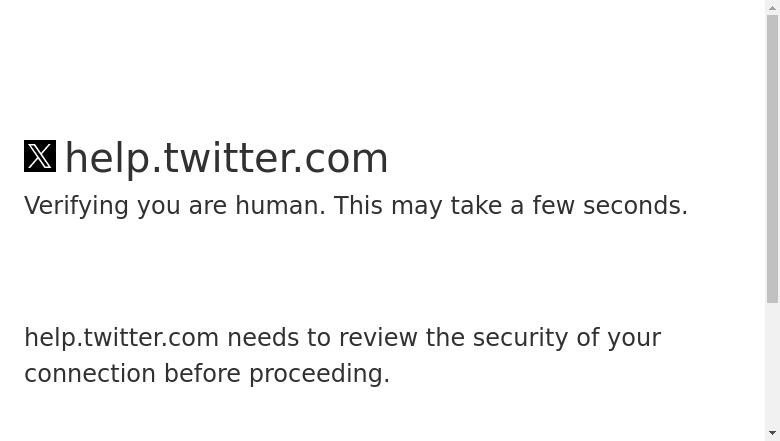 help.twitter.com
Verifying you are human. This may take a few seconds.
help.twitter.com needs to review the security of your
connection before proceeding.